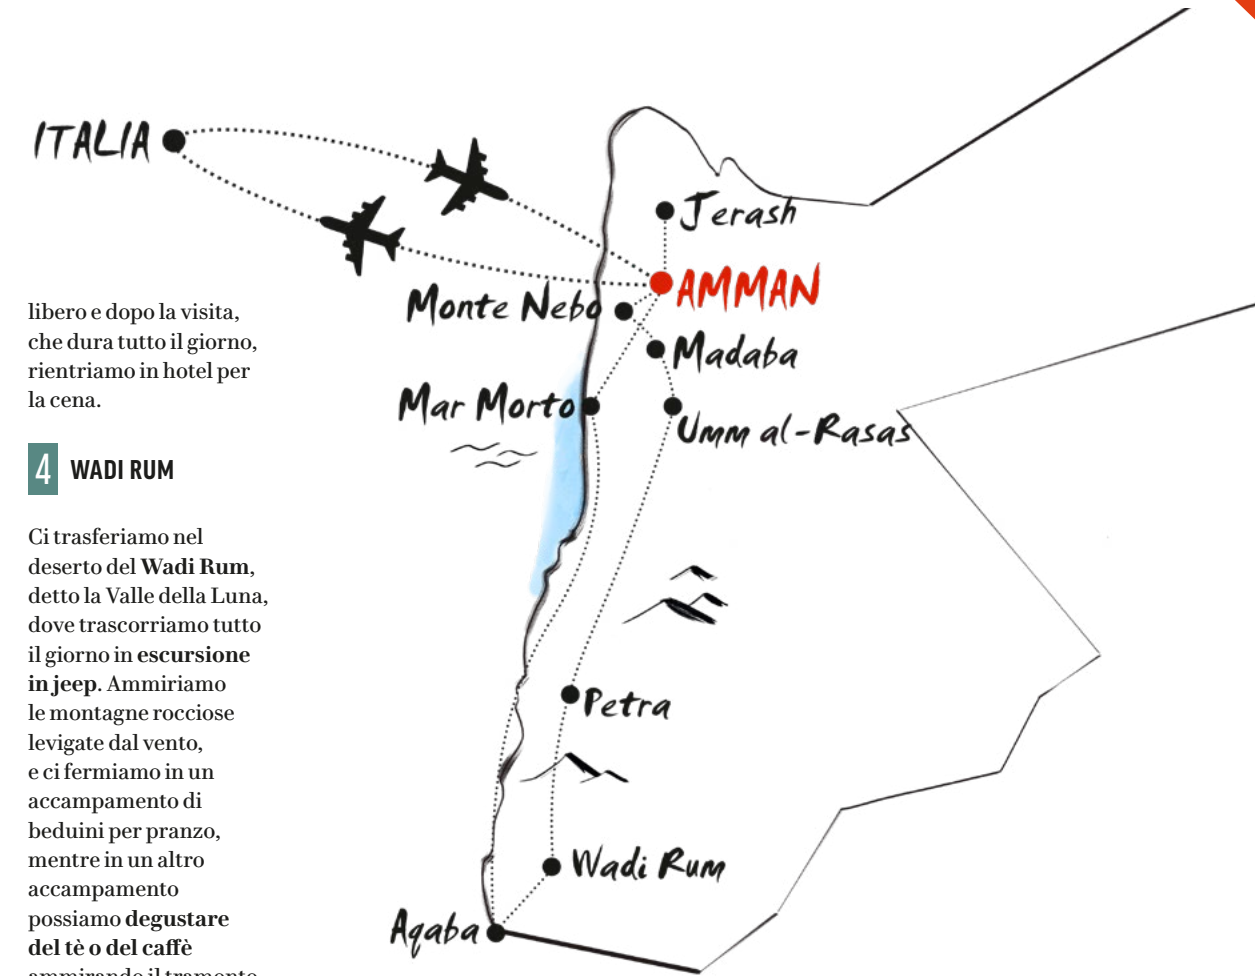 ITALIA
Jerash
AMMAN
Monte Nebo
Madaba
Mar Morto
Umm al-Rasas
Petra
Wadi Rum
Aqaba
libero e dopo la visita,
che dura tutto il giorno,
rientriamo in hotel per
la cena.
4 WADI RUM
Ci trasferiamo nel
deserto del Wadi Rum,
detto la Valle della Luna,
dove trascorriamo tutto
il giorno in escursione
in jeep. Ammiriamo
le montagne rocciose
levigate dal vento,
e ci fermiamo in un
accampamento di
beduini per pranzo,
mentre in un altro
accampamento
possiamo degustare
del tè o del caffè
ammirando il tramonto